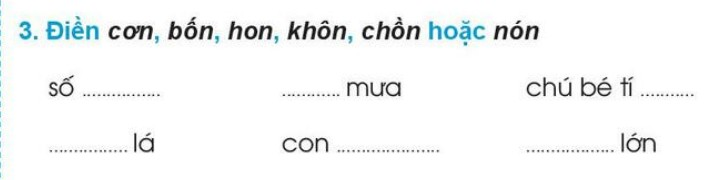 3. Điền cơn, bốn, hon, khôn, chồn hoặc nón
số ............... ............ mưa chú bé tí ...........
................ lá con ..................... .................. lớn